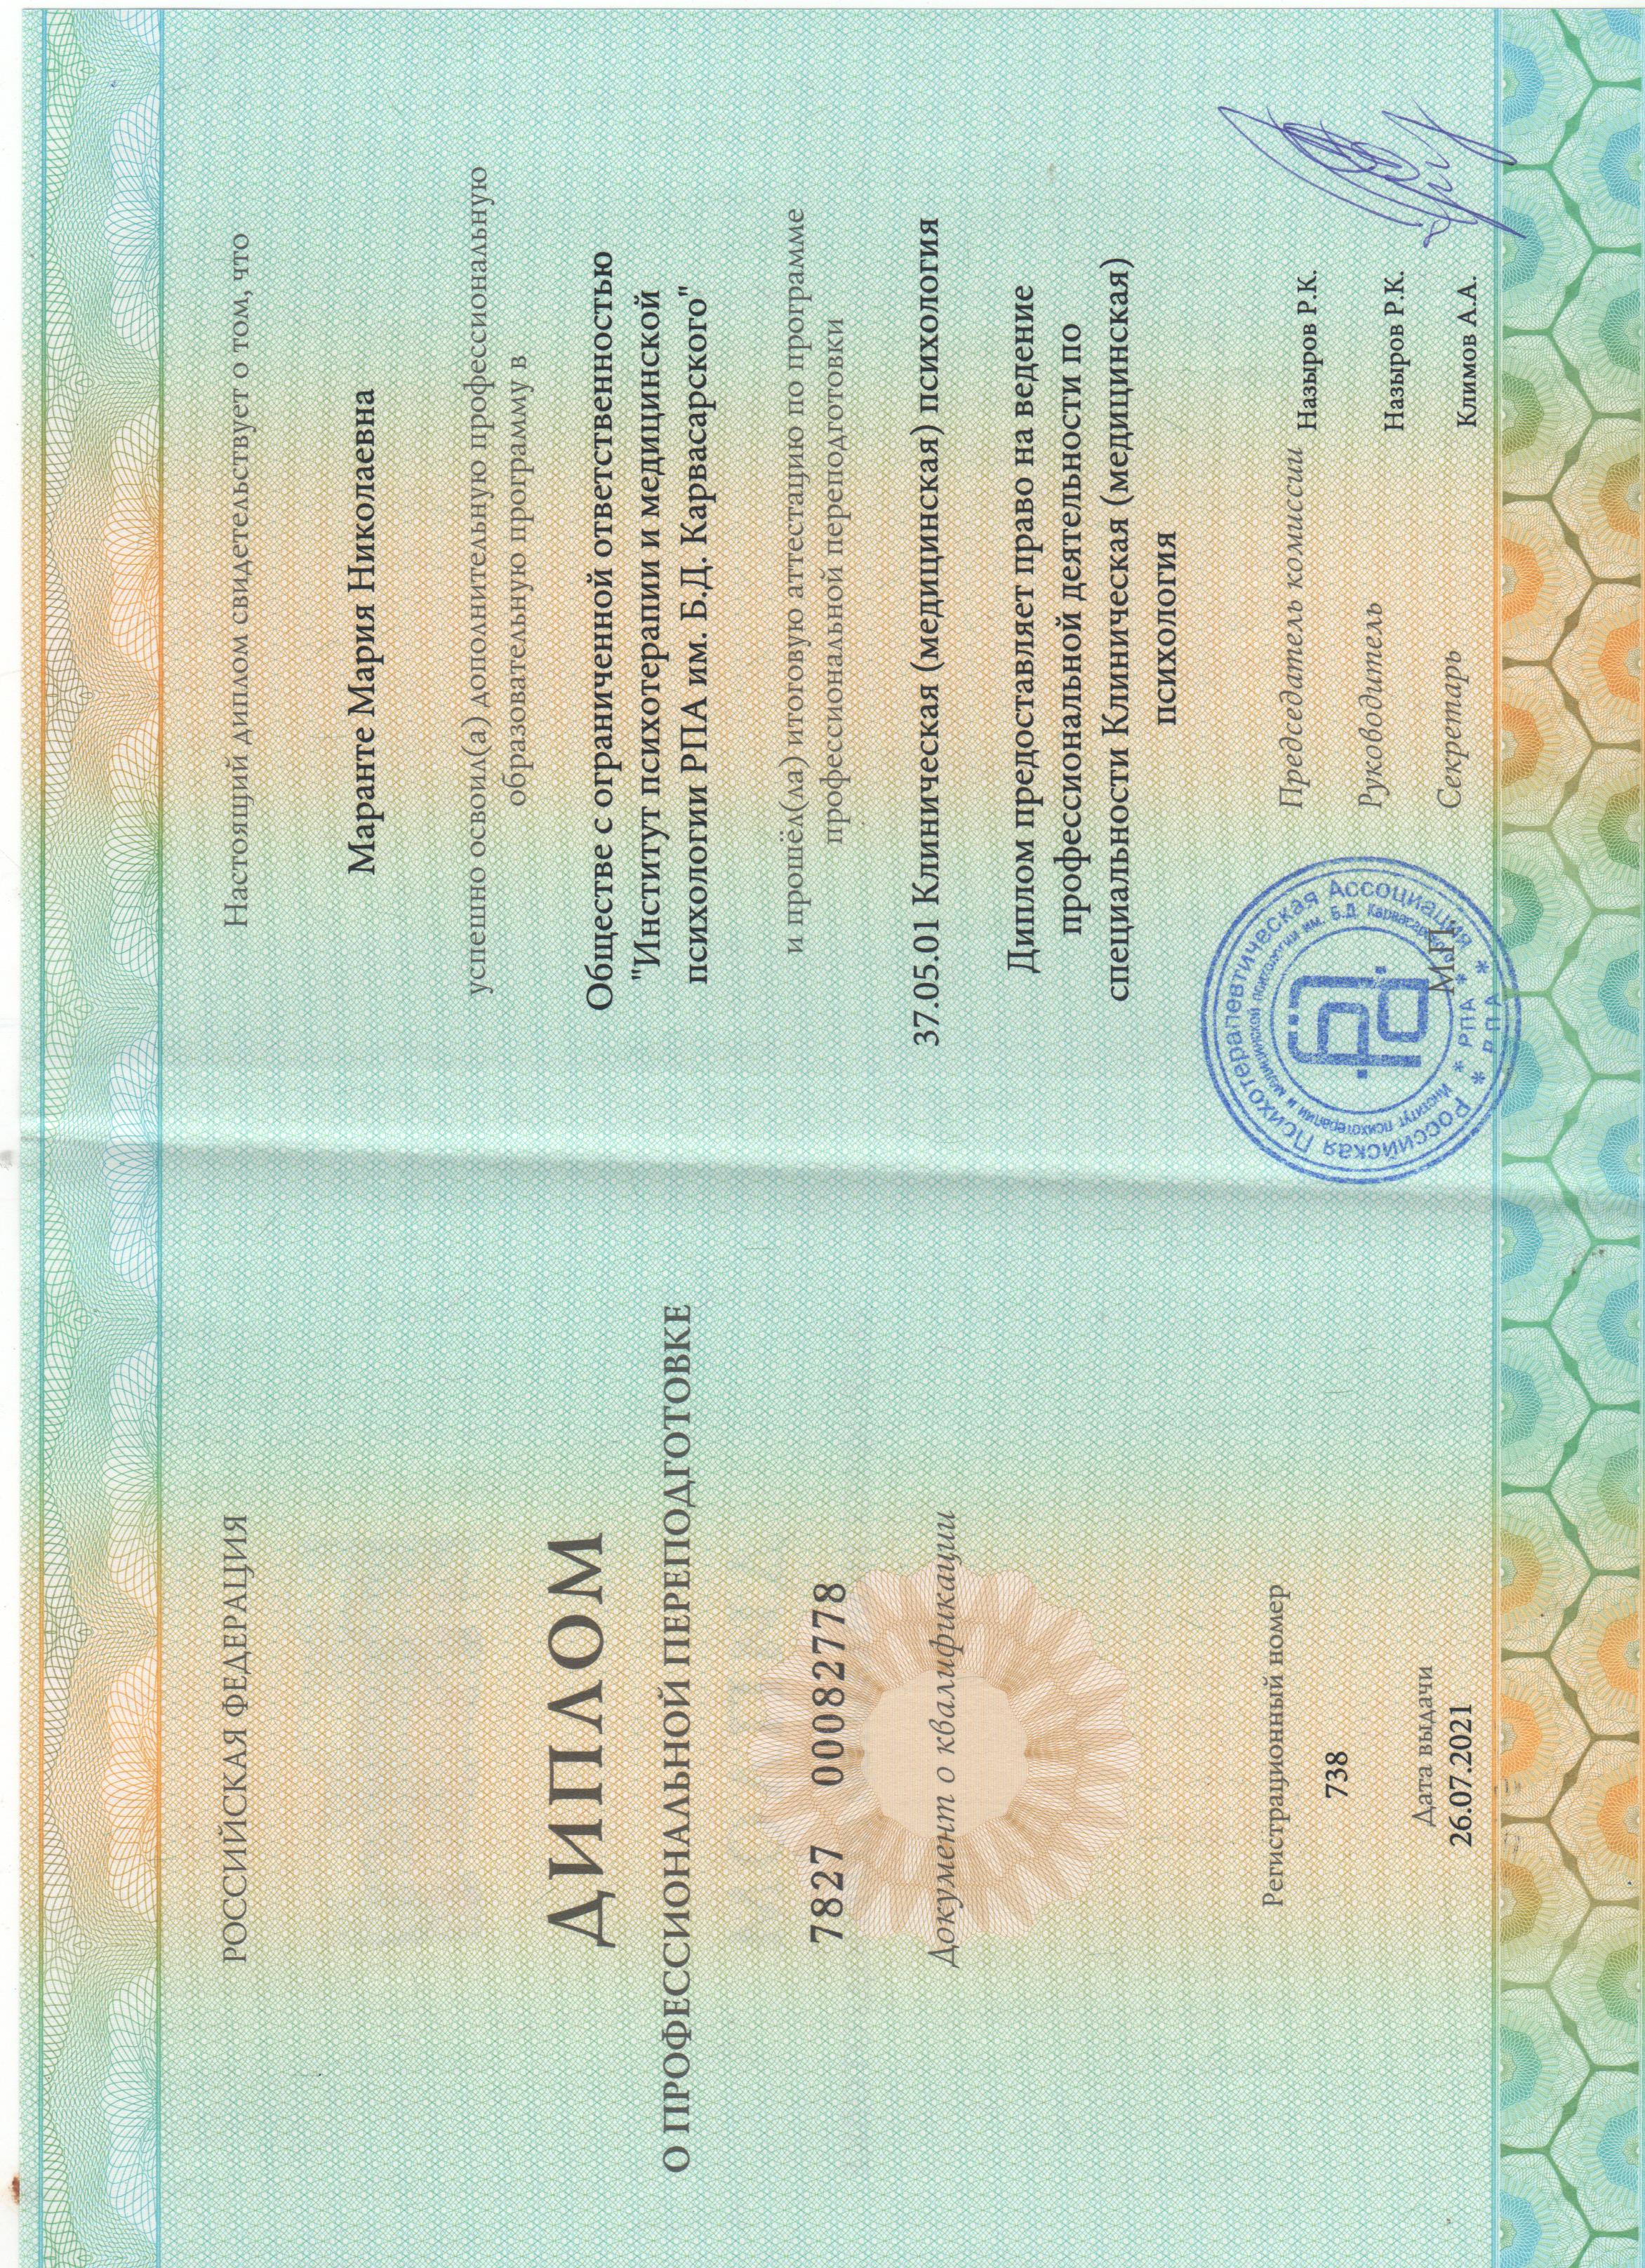 РОССИЙСКАЯ ФЕДЕРАЦИЯ
ДИПЛОМ
О ПРОФЕССИОНАЛЬНОЙ ПЕРЕПОДГОТОВКЕ
7827 00082778
Документ о квалификации
Регистрационный номер
738
Дата выдачи
26.07.2021
Настоящий диплом свидетельствует о том, что
Маранте Мария Николаевна
успешно освоил(а) дополнительную профессиональную
образовательную программу в
Обществе с ограниченной ответственностью
"Институт психотерапии и медицинской
психологии РПА им. Б.Д. Карвасарского"
и прошёл(ла) итоговую аттестацию по программе
профессиональной переподготовки
37.05.01 Клиническая (медицинская) психология
Диплом предоставляет право на ведение
профессиональной деятельности по
специальности Клиническая (медицинская)
психология
Председатель комиссии Назыров Р.К.
Руководитель Назыров Р.К.
Секретарь Климов А.А.
М.П.
Российская Психотерапевтическая Ассоциация
* РПА *
Институт психотерапии и медицинской психологии им. Б.Д. Карвасарского
* РПА *